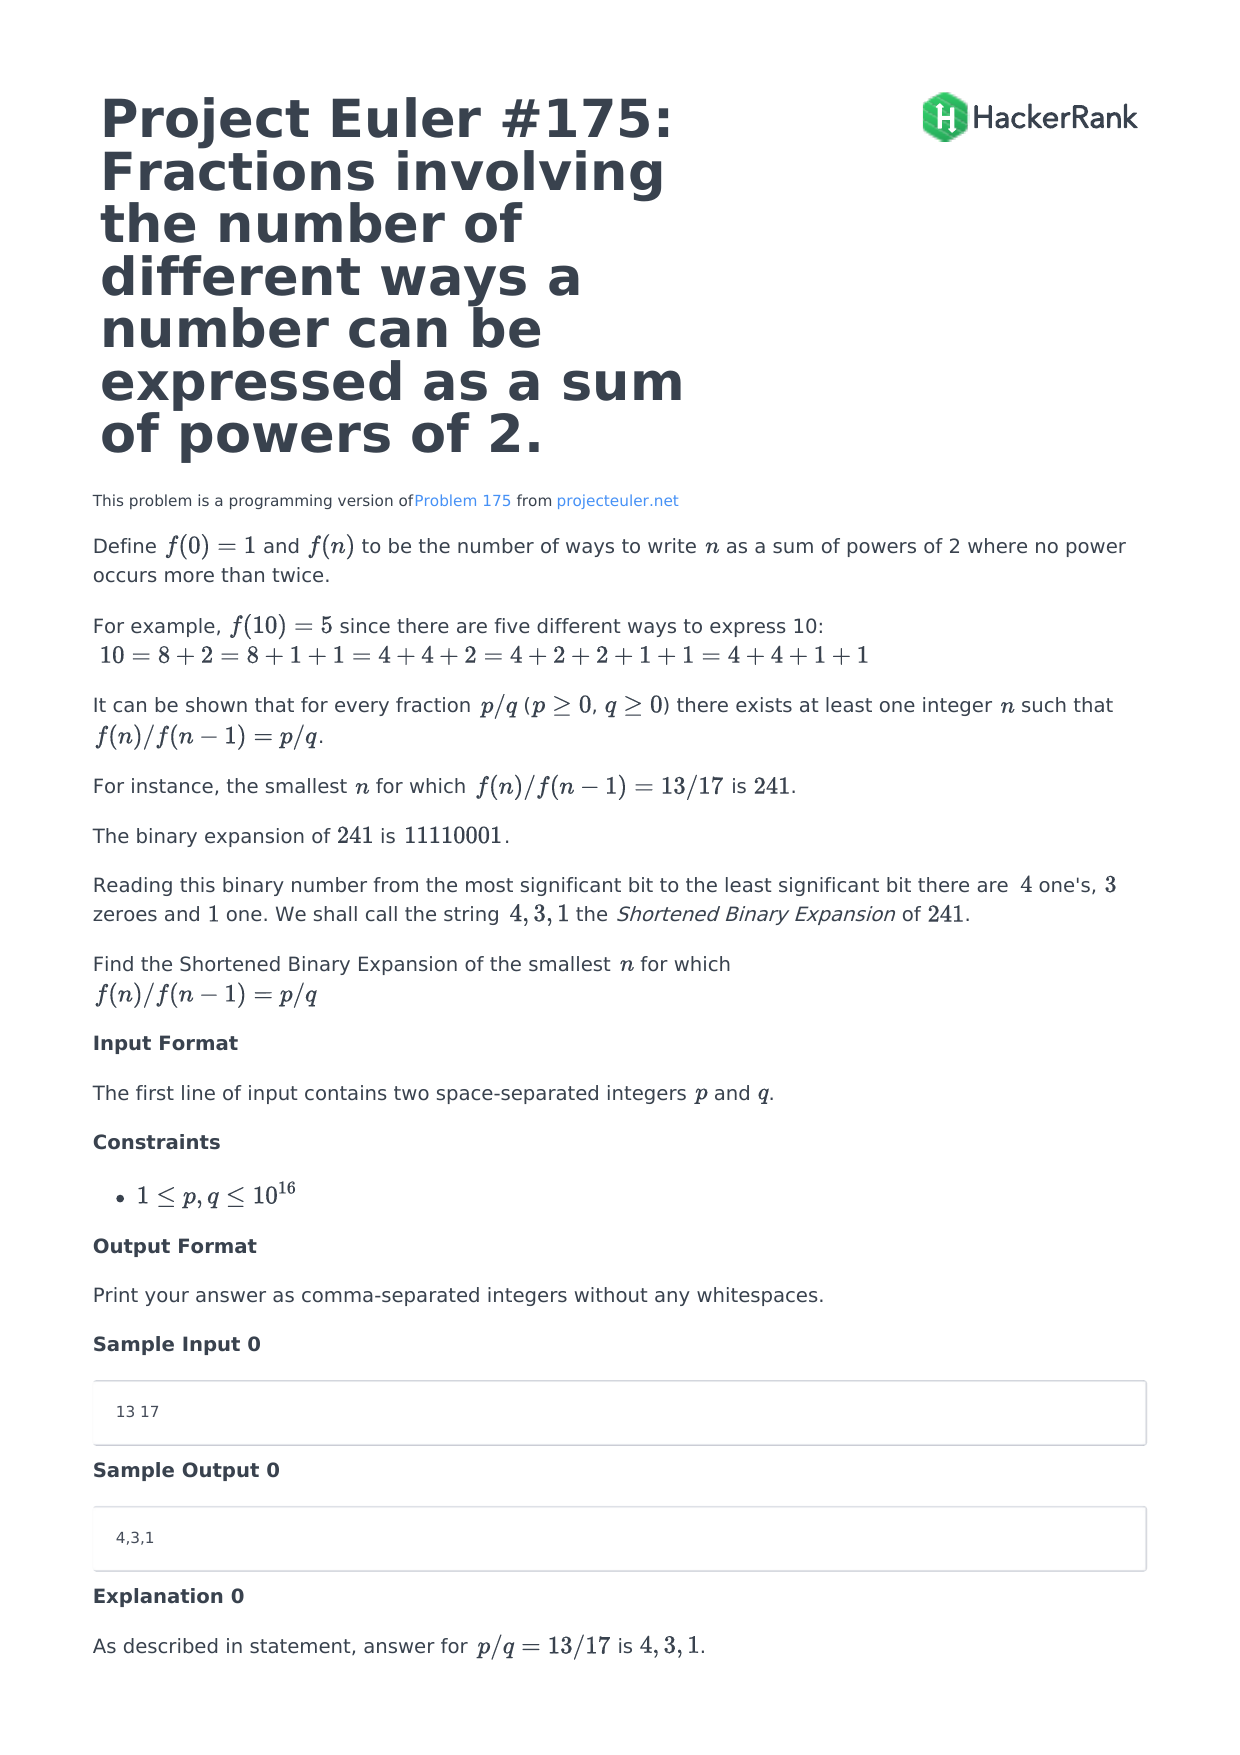 Project Euler #175:
Fractions involving
the number of
different ways a
number can be
expressed as a sum
of powers of 2.
HackerRank
This problem is a programming version ofProblem 175 from projecteuler.net
Define f(0) = 1 and f(n) to be the number of ways to write n as a sum of powers of 2 where no power
occurs more than twice.
For example, f(10) = 5 since there are five different ways to express 10:
10 = 8 + 2 = 8 + 1 + 1 = 4 + 4 + 2 = 4 + 2 + 2 + 1 + 1 = 4 + 4 + 1 + 1
It can be shown that for every fraction p/q (p ≥ 0, q ≥ 0) there exists at least one integer n such that
f(n)/f(n − 1) = p/q.
For instance, the smallest n for which f(n)/f(n − 1) = 13/17 is 241.
The binary expansion of 241 is 11110001.
Reading this binary number from the most significant bit to the least significant bit there are 4 one's, 3
zeroes and 1 one. We shall call the string 4, 3, 1 the Shortened Binary Expansion of 241.
Find the Shortened Binary Expansion of the smallest n for which
f(n)/f(n − 1) = p/q
Input Format
The first line of input contains two space-separated integers p and q.
Constraints
• 1 ≤ p, q ≤ 10^16
Output Format
Print your answer as comma-separated integers without any whitespaces.
Sample Input 0
13 17
Sample Output 0
4,3,1
Explanation 0
As described in statement, answer for p/q = 13/17 is 4, 3, 1.